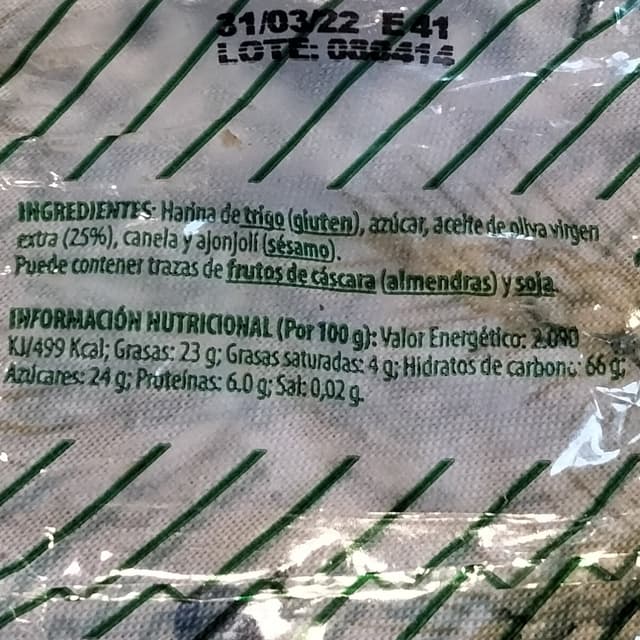 31/03/22 E41
LOTE: 088414
INGREDIENTES: Harina de trigo (gluten), azúcar, aceite de oliva virgen
extra (25%), canela y ajonjolí (sésamo).
Puede contener trazas de frutos de cáscara (almendras) y soja.
INFORMACIÓN NUTRICIONAL (Por 100 g): Valor Energético: 2.090
KJ/499 Kcal; Grasas: 23 g; Grasas saturadas: 4 g; Hidratos de carbono: 66 g;
Azúcares: 24 g; Proteínas: 6.0 g; Sal: 0,02 g.